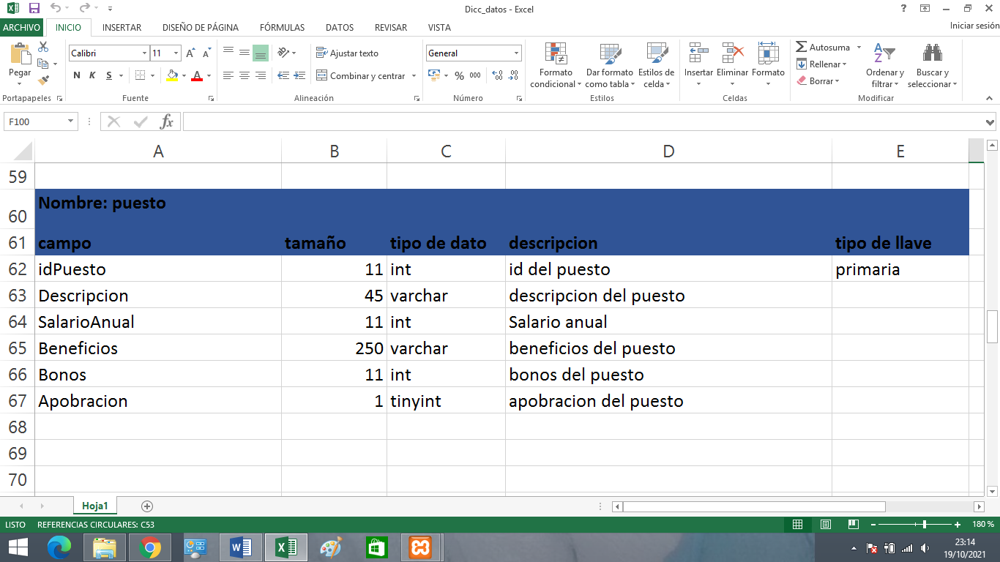 Dicc_datos - Excel
ARCHIVO INICIO INSERTAR DISEÑO DE PÁGINA FÓRMULAS DATOS REVISAR VISTA Iniciar sesión
Pegar
Portapapeles
Calibri 11
N K S
Fuente
Ajustar texto
Combinar y centrar
Alineación
General
% 000
Número
Formato condicional
Dar formato como tabla
Estilos de celda
Estilos
Insertar Eliminar Formato
Celdas
Autosuma
Rellenar
Borrar
Ordenar y filtrar
Buscar y seleccionar
Modificar
F100 fx
A B C D E
59
60 Nombre: puesto
61 campo tamaño tipo de dato descripcion tipo de llave
62 idPuesto 11 int id del puesto primaria
63 Descripcion 45 varchar descripcion del puesto
64 SalarioAnual 11 int Salario anual
65 Beneficios 250 varchar beneficios del puesto
66 Bonos 11 int bonos del puesto
67 Apobracion 1 tinyint apobracion del puesto
68
69
70
Hoja1
LISTO REFERENCIAS CIRCULARES: C53 180 %
23:14
19/10/2021